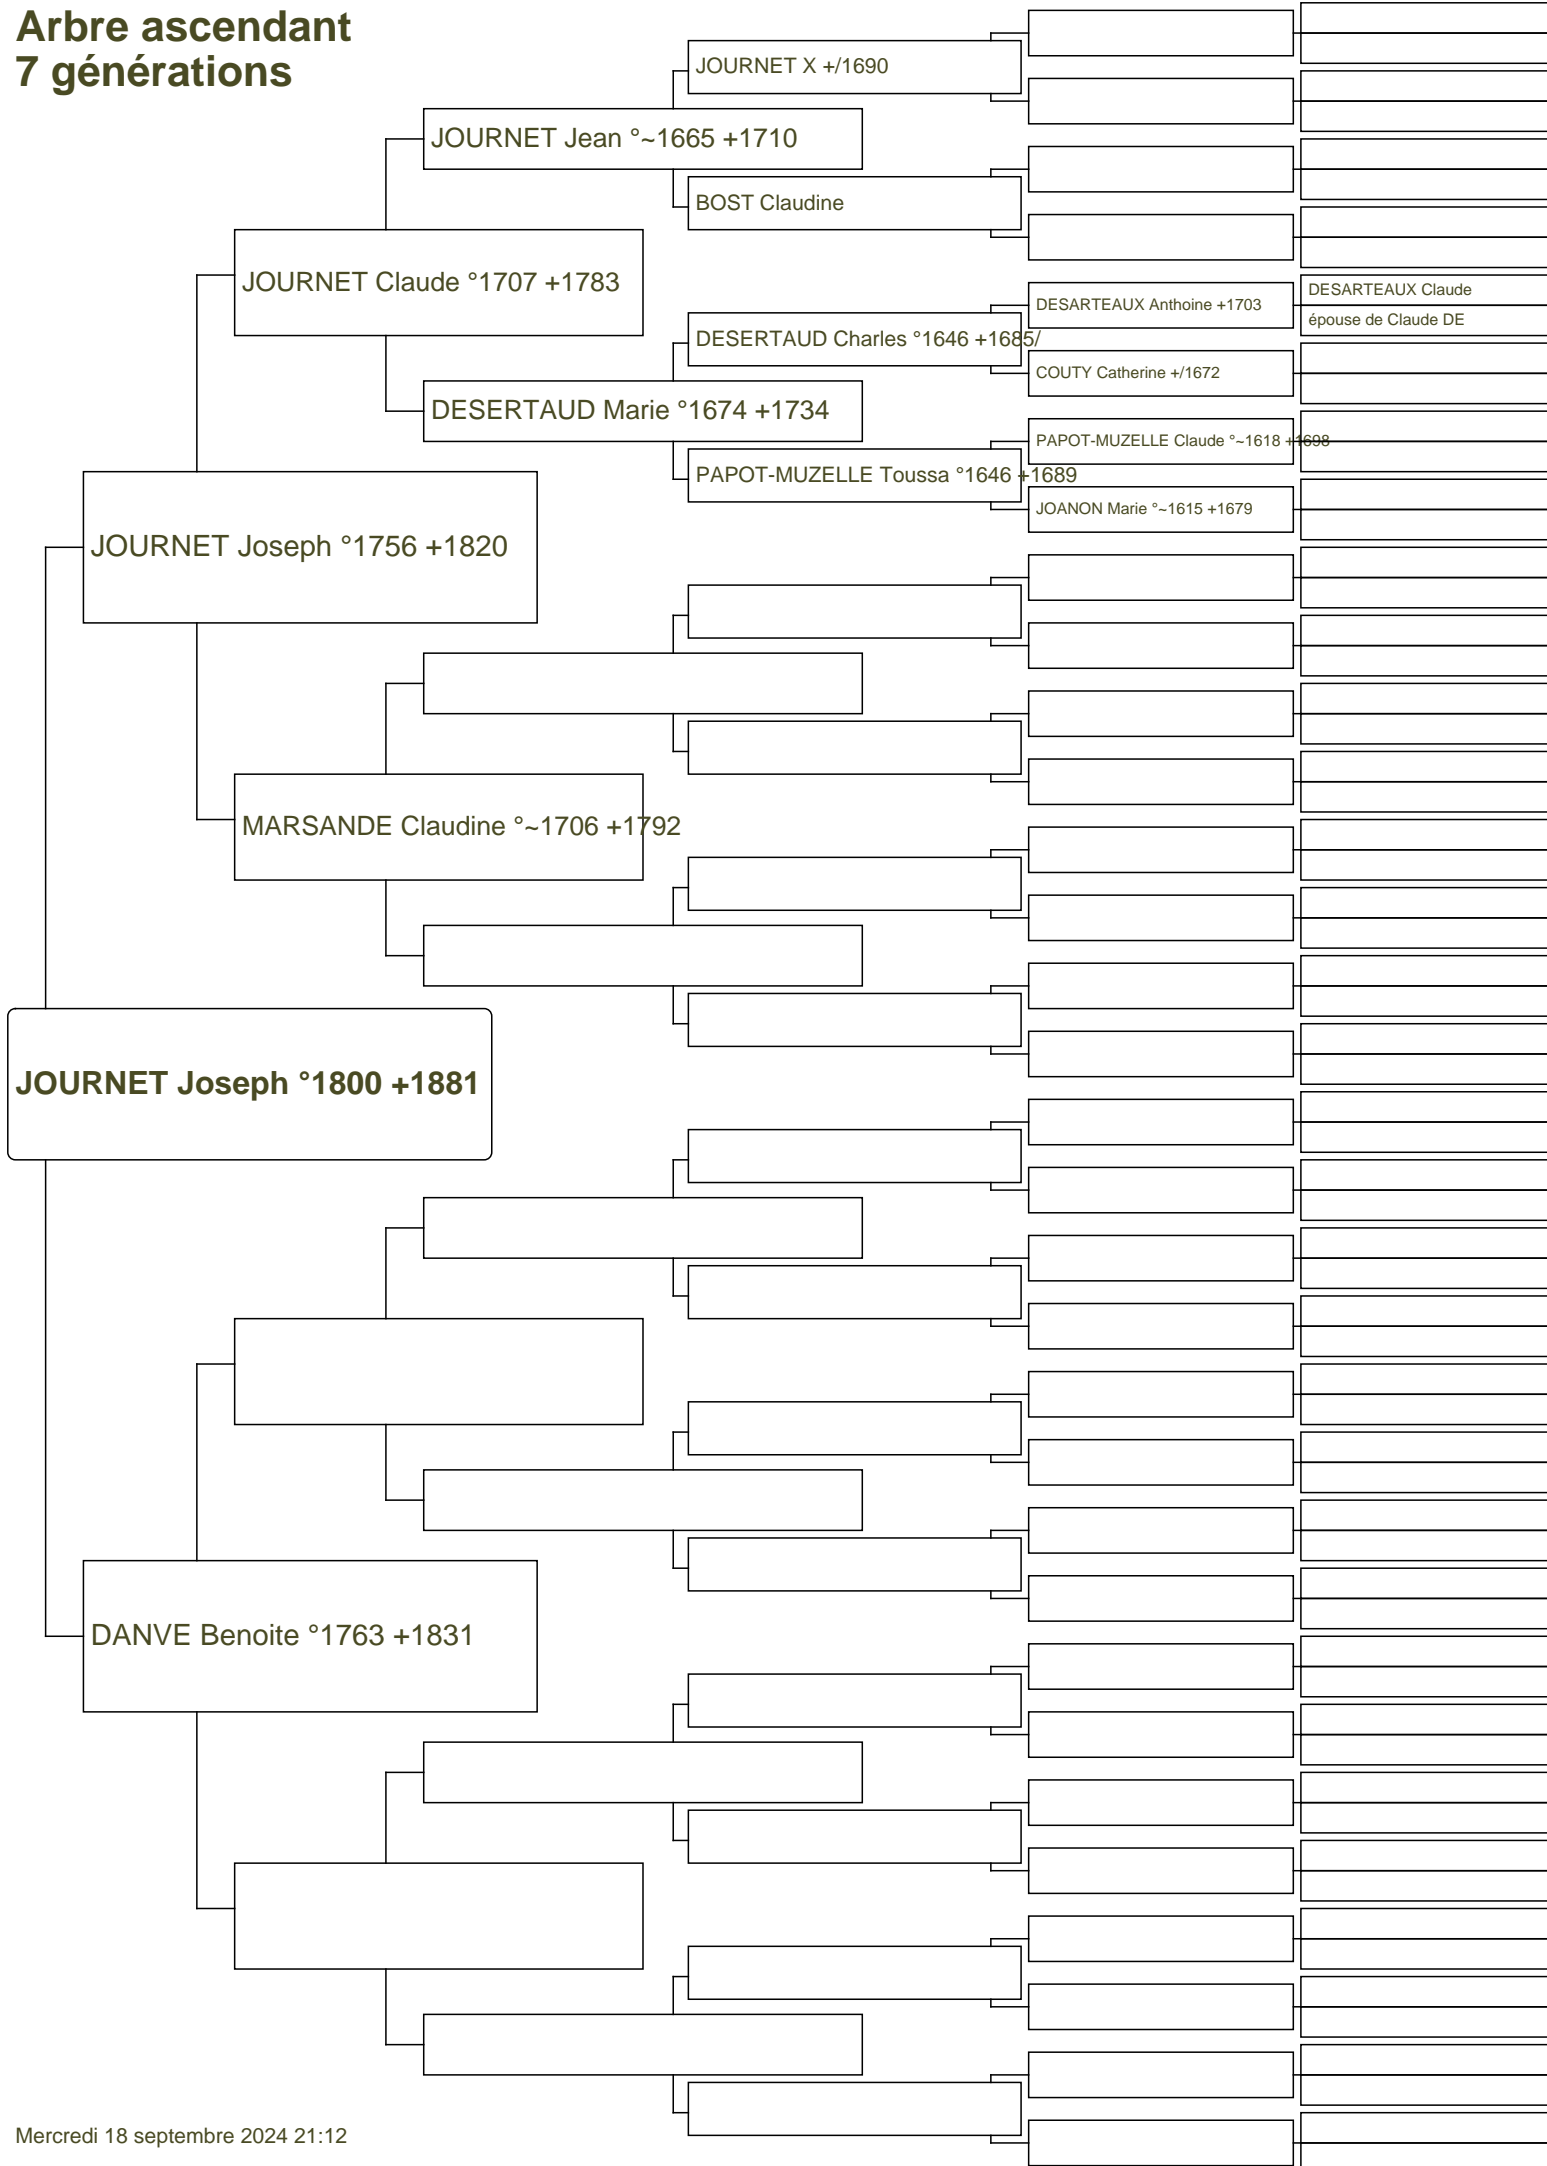 Arbre ascendant
7 générations
JOURNET X +/1690
JOURNET Jean °~1665 +1710
BOST Claudine
JOURNET Claude °1707 +1783
DESARTEAUX Claude
DESARTEAUX Anthoine +1703
épouse de Claude DE
DESERTAUD Charles °1646 +1685/
COUTY Catherine +/1672
DESERTAUD Marie °1674 +1734
PAPOT-MUZELLE Claude °~1618 +1698
PAPOT-MUZELLE Toussa °1646 +1689
JOANON Marie °~1615 +1679
JOURNET Joseph °1756 +1820
MARSANDE Claudine °~1706 +1792
JOURNET Joseph °1800 +1881
DANVE Benoite °1763 +1831
Mercredi 18 septembre 2024 21:12